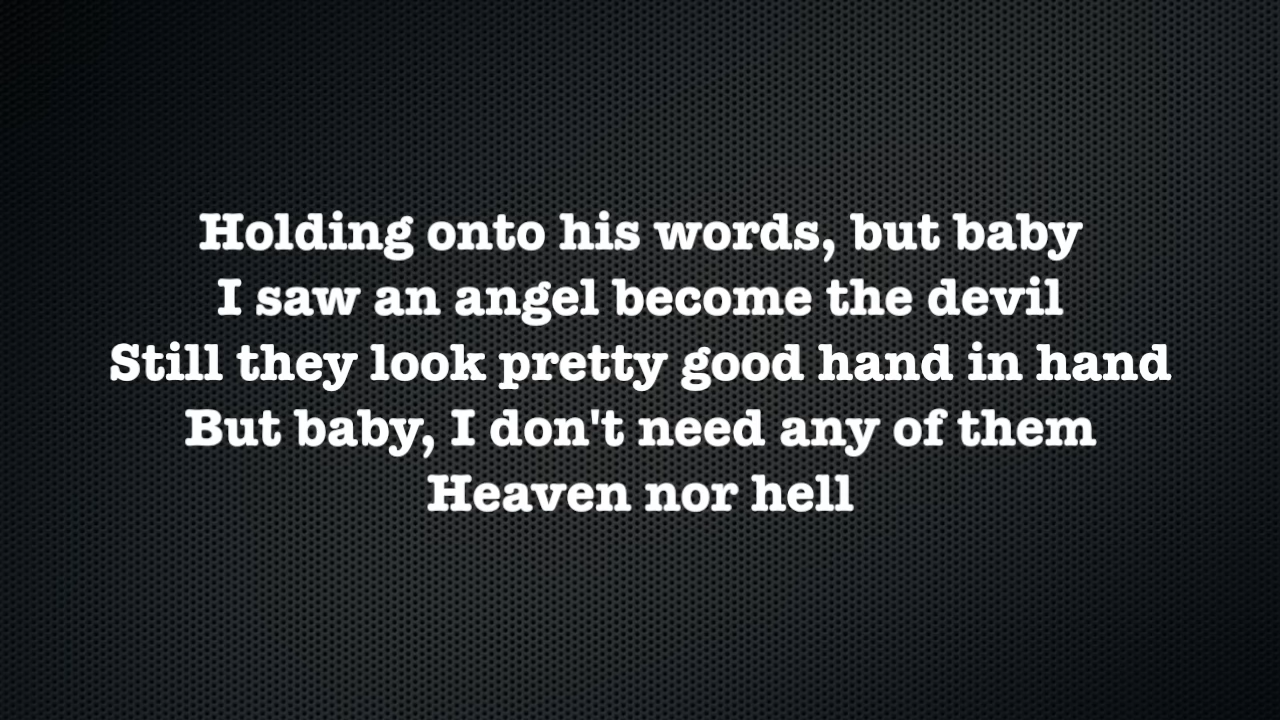 Holding onto his words, but baby
I saw an angel become the devil
Still they look pretty good hand in hand
But baby, I don't need any of them
Heaven nor hell